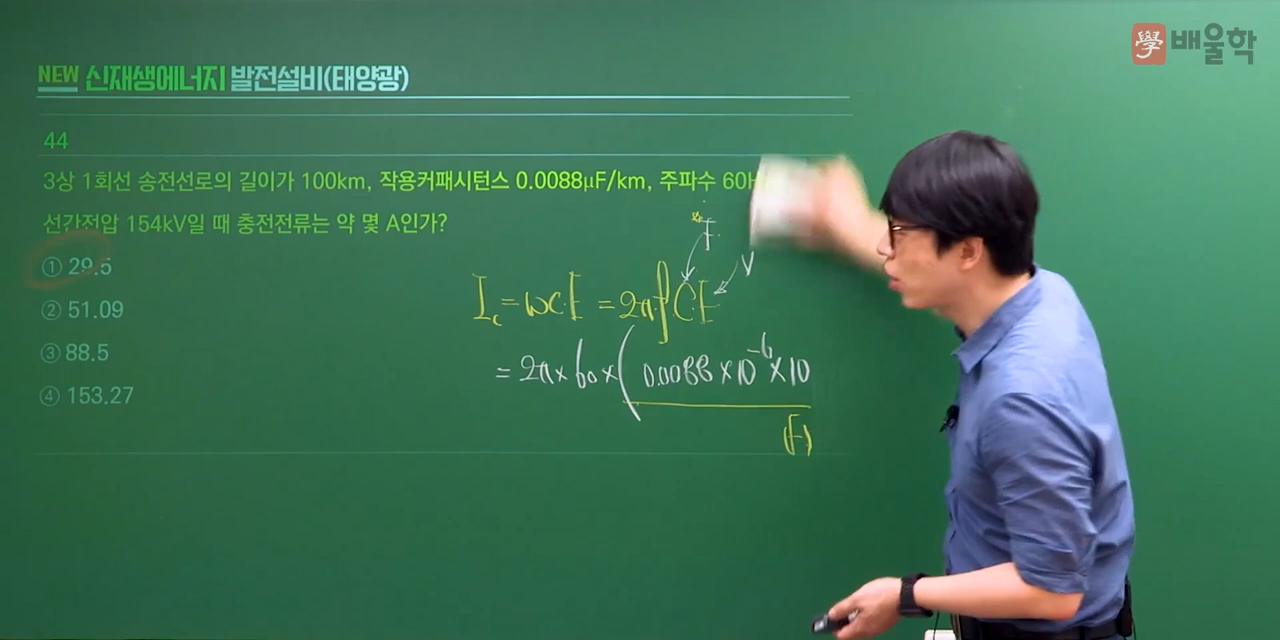 學 배울학
NEW 신재생에너지 발전설비(태양광)
44
3상 1회선 송전선로의 길이가 100km, 작용커패시턴스 0.0088μF/km, 주파수 60H
선간전압 154kV일 때 충전전류는 약 몇 A인가?
① 29.5
② 51.09
③ 88.5
④ 153.27
F
V
I_c = ωCE = 2πfCE
= 2π × 60 × ( 0.0088 × 10^-6 × 10
(F)